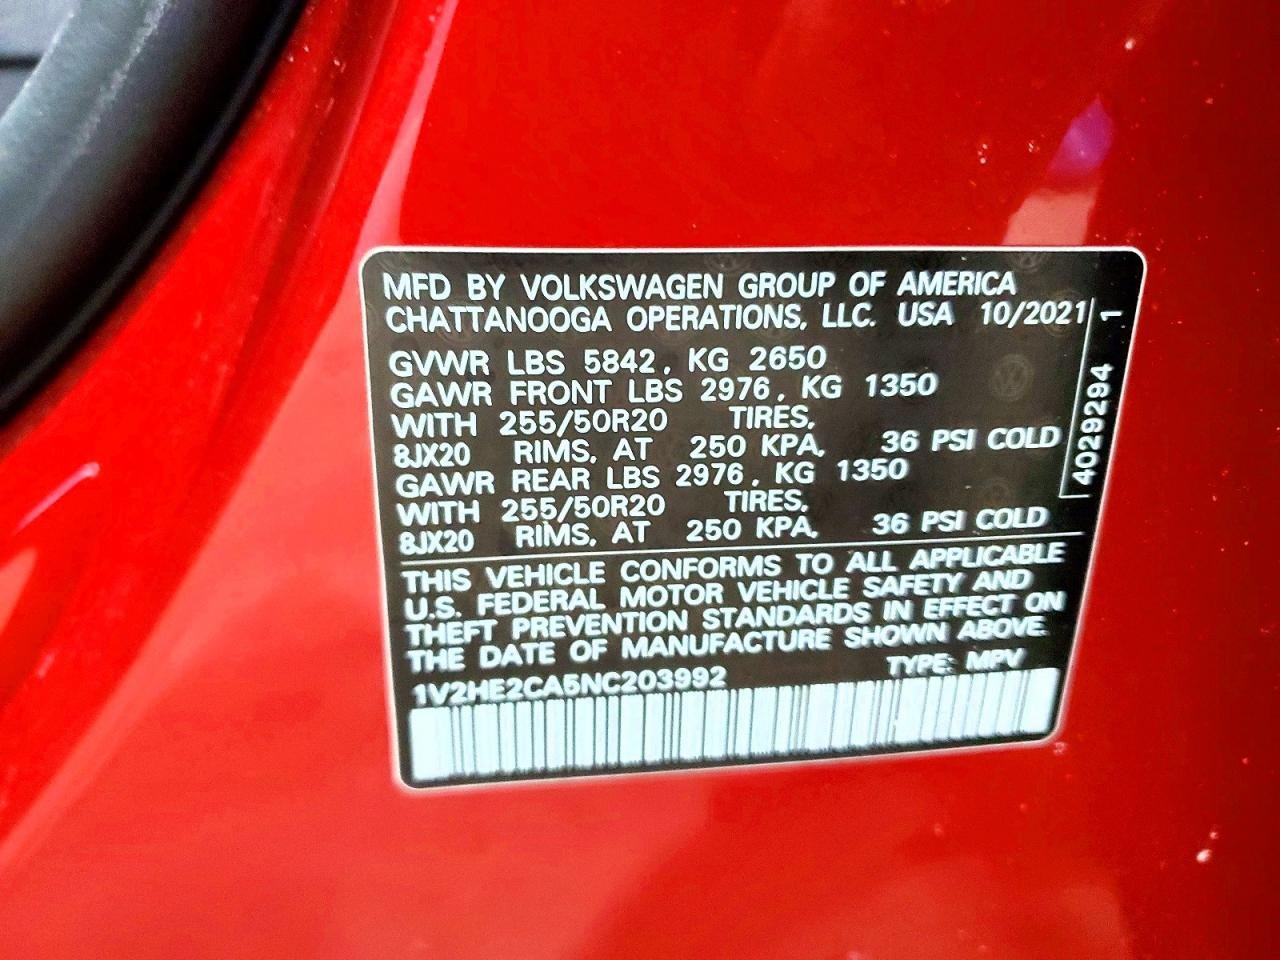 MFD BY VOLKSWAGEN GROUP OF AMERICA
CHATTANOOGA OPERATIONS, LLC. USA 10/2021
GVWR LBS 5842, KG 2650
GAWR FRONT LBS 2976, KG 1350
WITH 255/50R20 TIRES,
8JX20 RIMS, AT 250 KPA, 36 PSI COLD
GAWR REAR LBS 2976, KG 1350
WITH 255/50R20 TIRES,
8JX20 RIMS, AT 250 KPA, 36 PSI COLD
THIS VEHICLE CONFORMS TO ALL APPLICABLE
U.S. FEDERAL MOTOR VEHICLE SAFETY AND
THEFT PREVENTION STANDARDS IN EFFECT ON
THE DATE OF MANUFACTURE SHOWN ABOVE.
1V2HE2CA5NC203992 TYPE: MPV
4029294 1